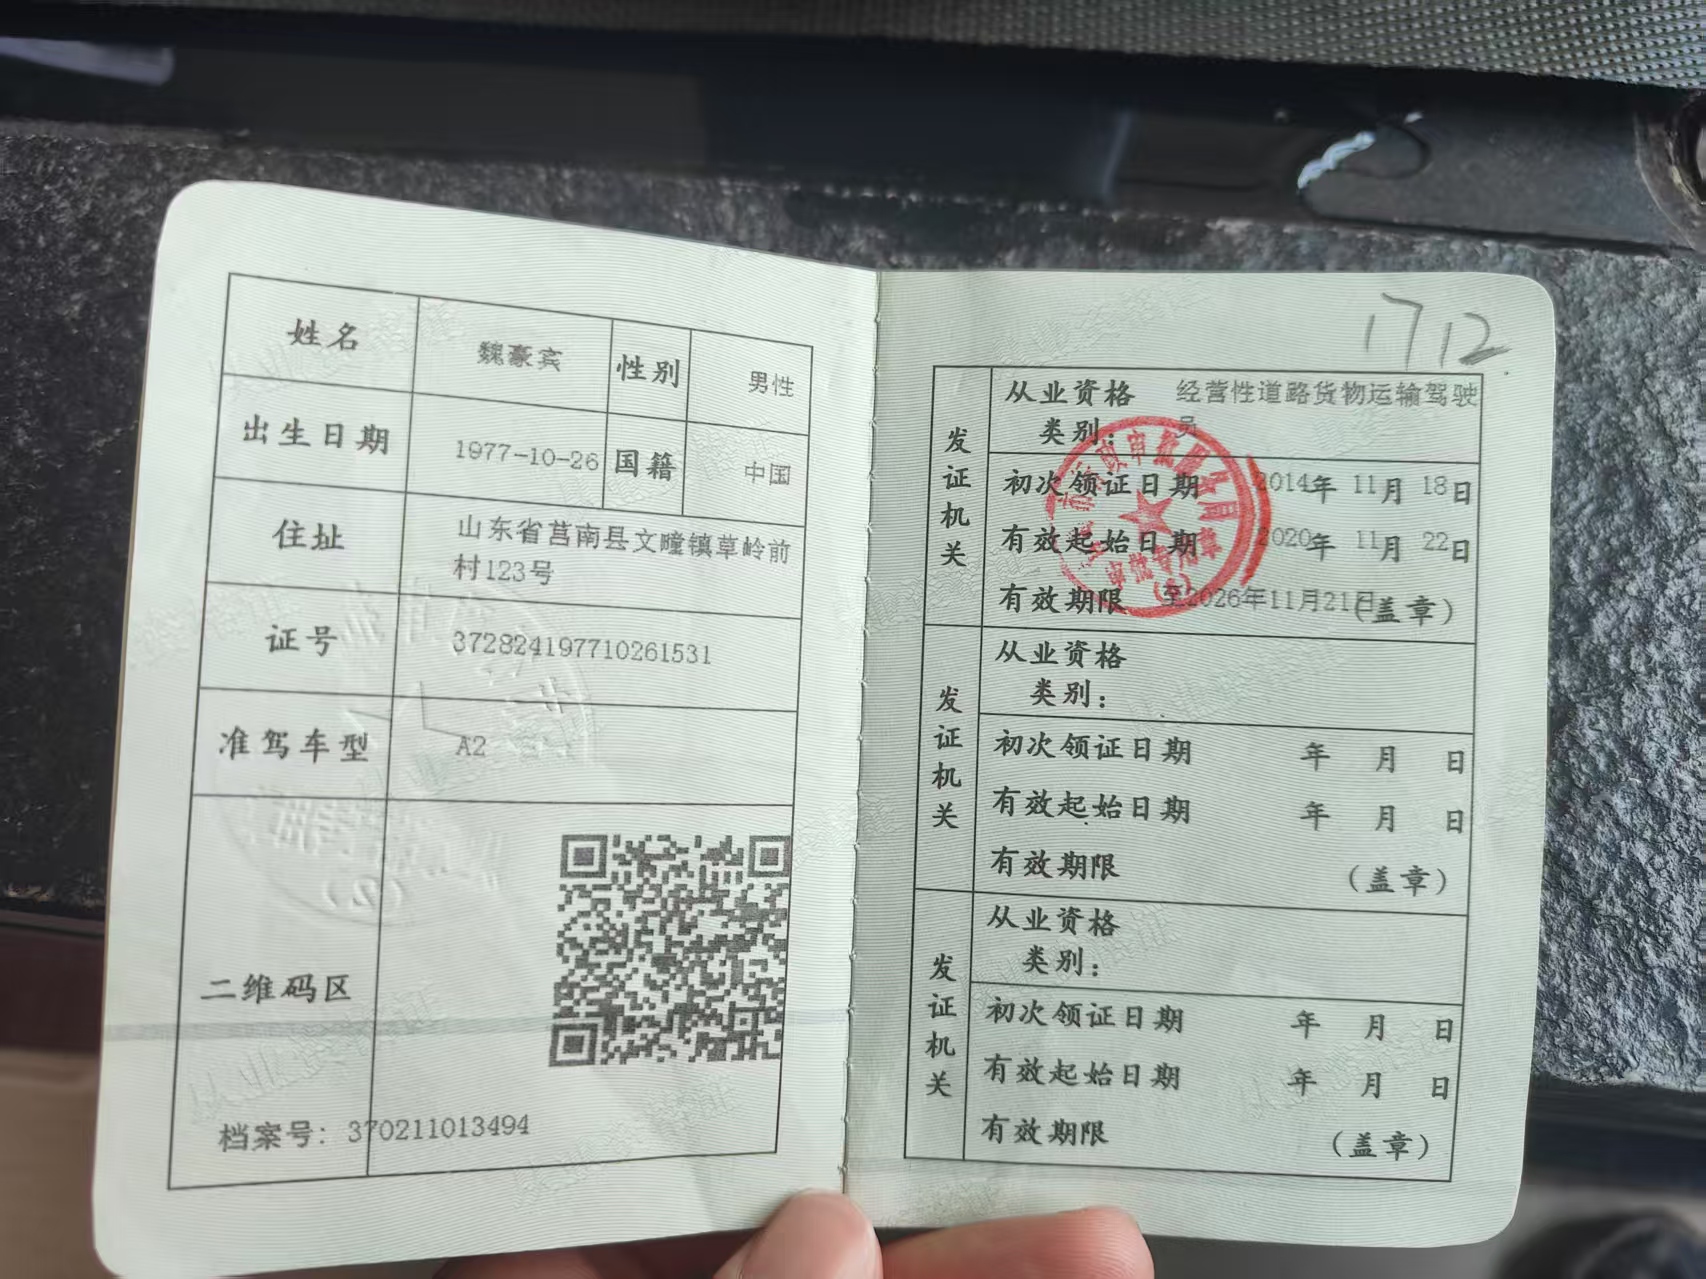 姓名 魏豪宾 性别 男性
出生日期 1977-10-26 国籍 中国
住址 山东省莒南县文疃镇草岭前
村123号
证号 372824197710261531
准驾车型 A2
二维码区
档案号：370211013494
1712
发证机关
从业资格 经营性道路货物运输驾驶
类别： 员
初次领证日期 2014年 11月 18日
有效起始日期 2020年 11月 22日
有效期限 至2026年11月21日（盖章）
发证机关
从业资格
类别：
初次领证日期 年 月 日
有效起始日期 年 月 日
有效期限 （盖章）
发证机关
从业资格
类别：
初次领证日期 年 月 日
有效起始日期 年 月 日
有效期限 （盖章）